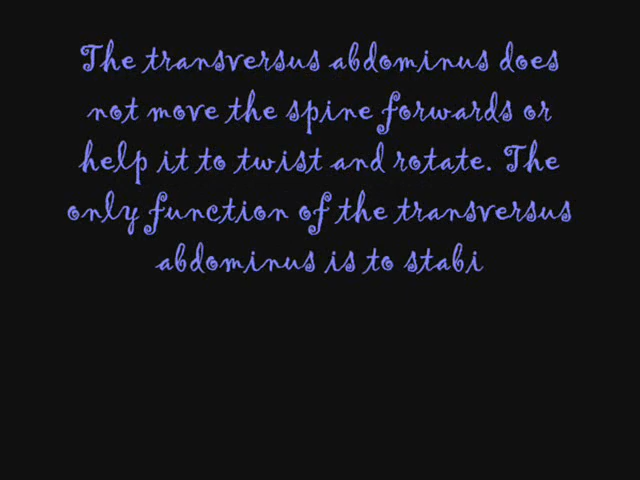 The transversus abdominus does
not move the spine forwards or
help it to twist and rotate. The
only function of the transversus
abdominus is to stabi